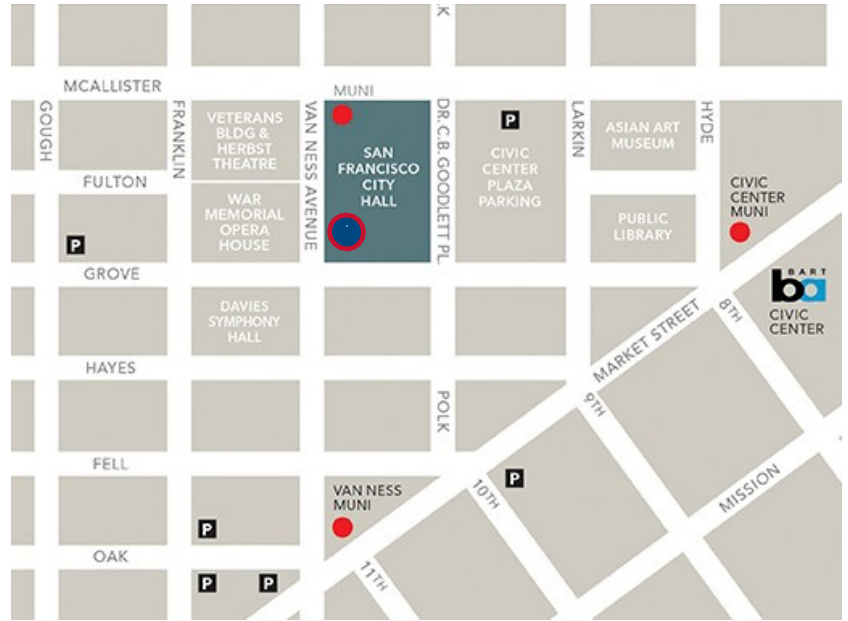 K
MCALLISTER
MUNI
GOUGH
FRANKLIN
VETERANS
BLDG &
HERBST
THEATRE
VAN NESS AVENUE
SAN
FRANCISCO
CITY
HALL
DR. C.B. GOODLETT PL.
P
CIVIC
CENTER
PLAZA
PARKING
LARKIN
ASIAN ART
MUSEUM
HYDE
FULTON
WAR
MEMORIAL
OPERA
HOUSE
PUBLIC
LIBRARY
CIVIC
CENTER
MUNI
P
GROVE
BART
ba
CIVIC
CENTER
DAVIES
SYMPHONY
HALL
MARKET STREET
8TH
HAYES
POLK
9TH
FELL
VAN NESS
MUNI
10TH
P
MISSION
P
OAK
11TH
P
P